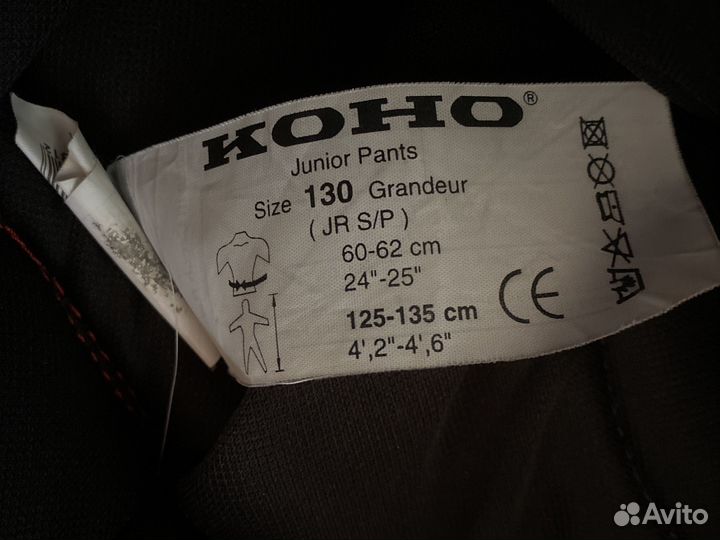 KOHO®
Junior Pants
Size 130 Grandeur
( JR S/P )
60-62 cm
24"-25"
125-135 cm
4',2"-4',6"
CE
Avito